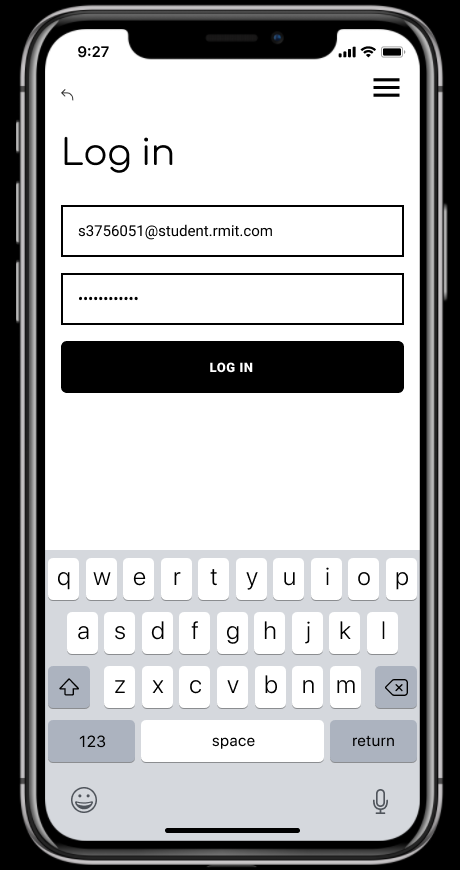 9:27
Log in
s3756051@student.rmit.com
••••••••••••
LOG IN
q w e r t y u i o p
a s d f g h j k l
z x c v b n m
123 space return